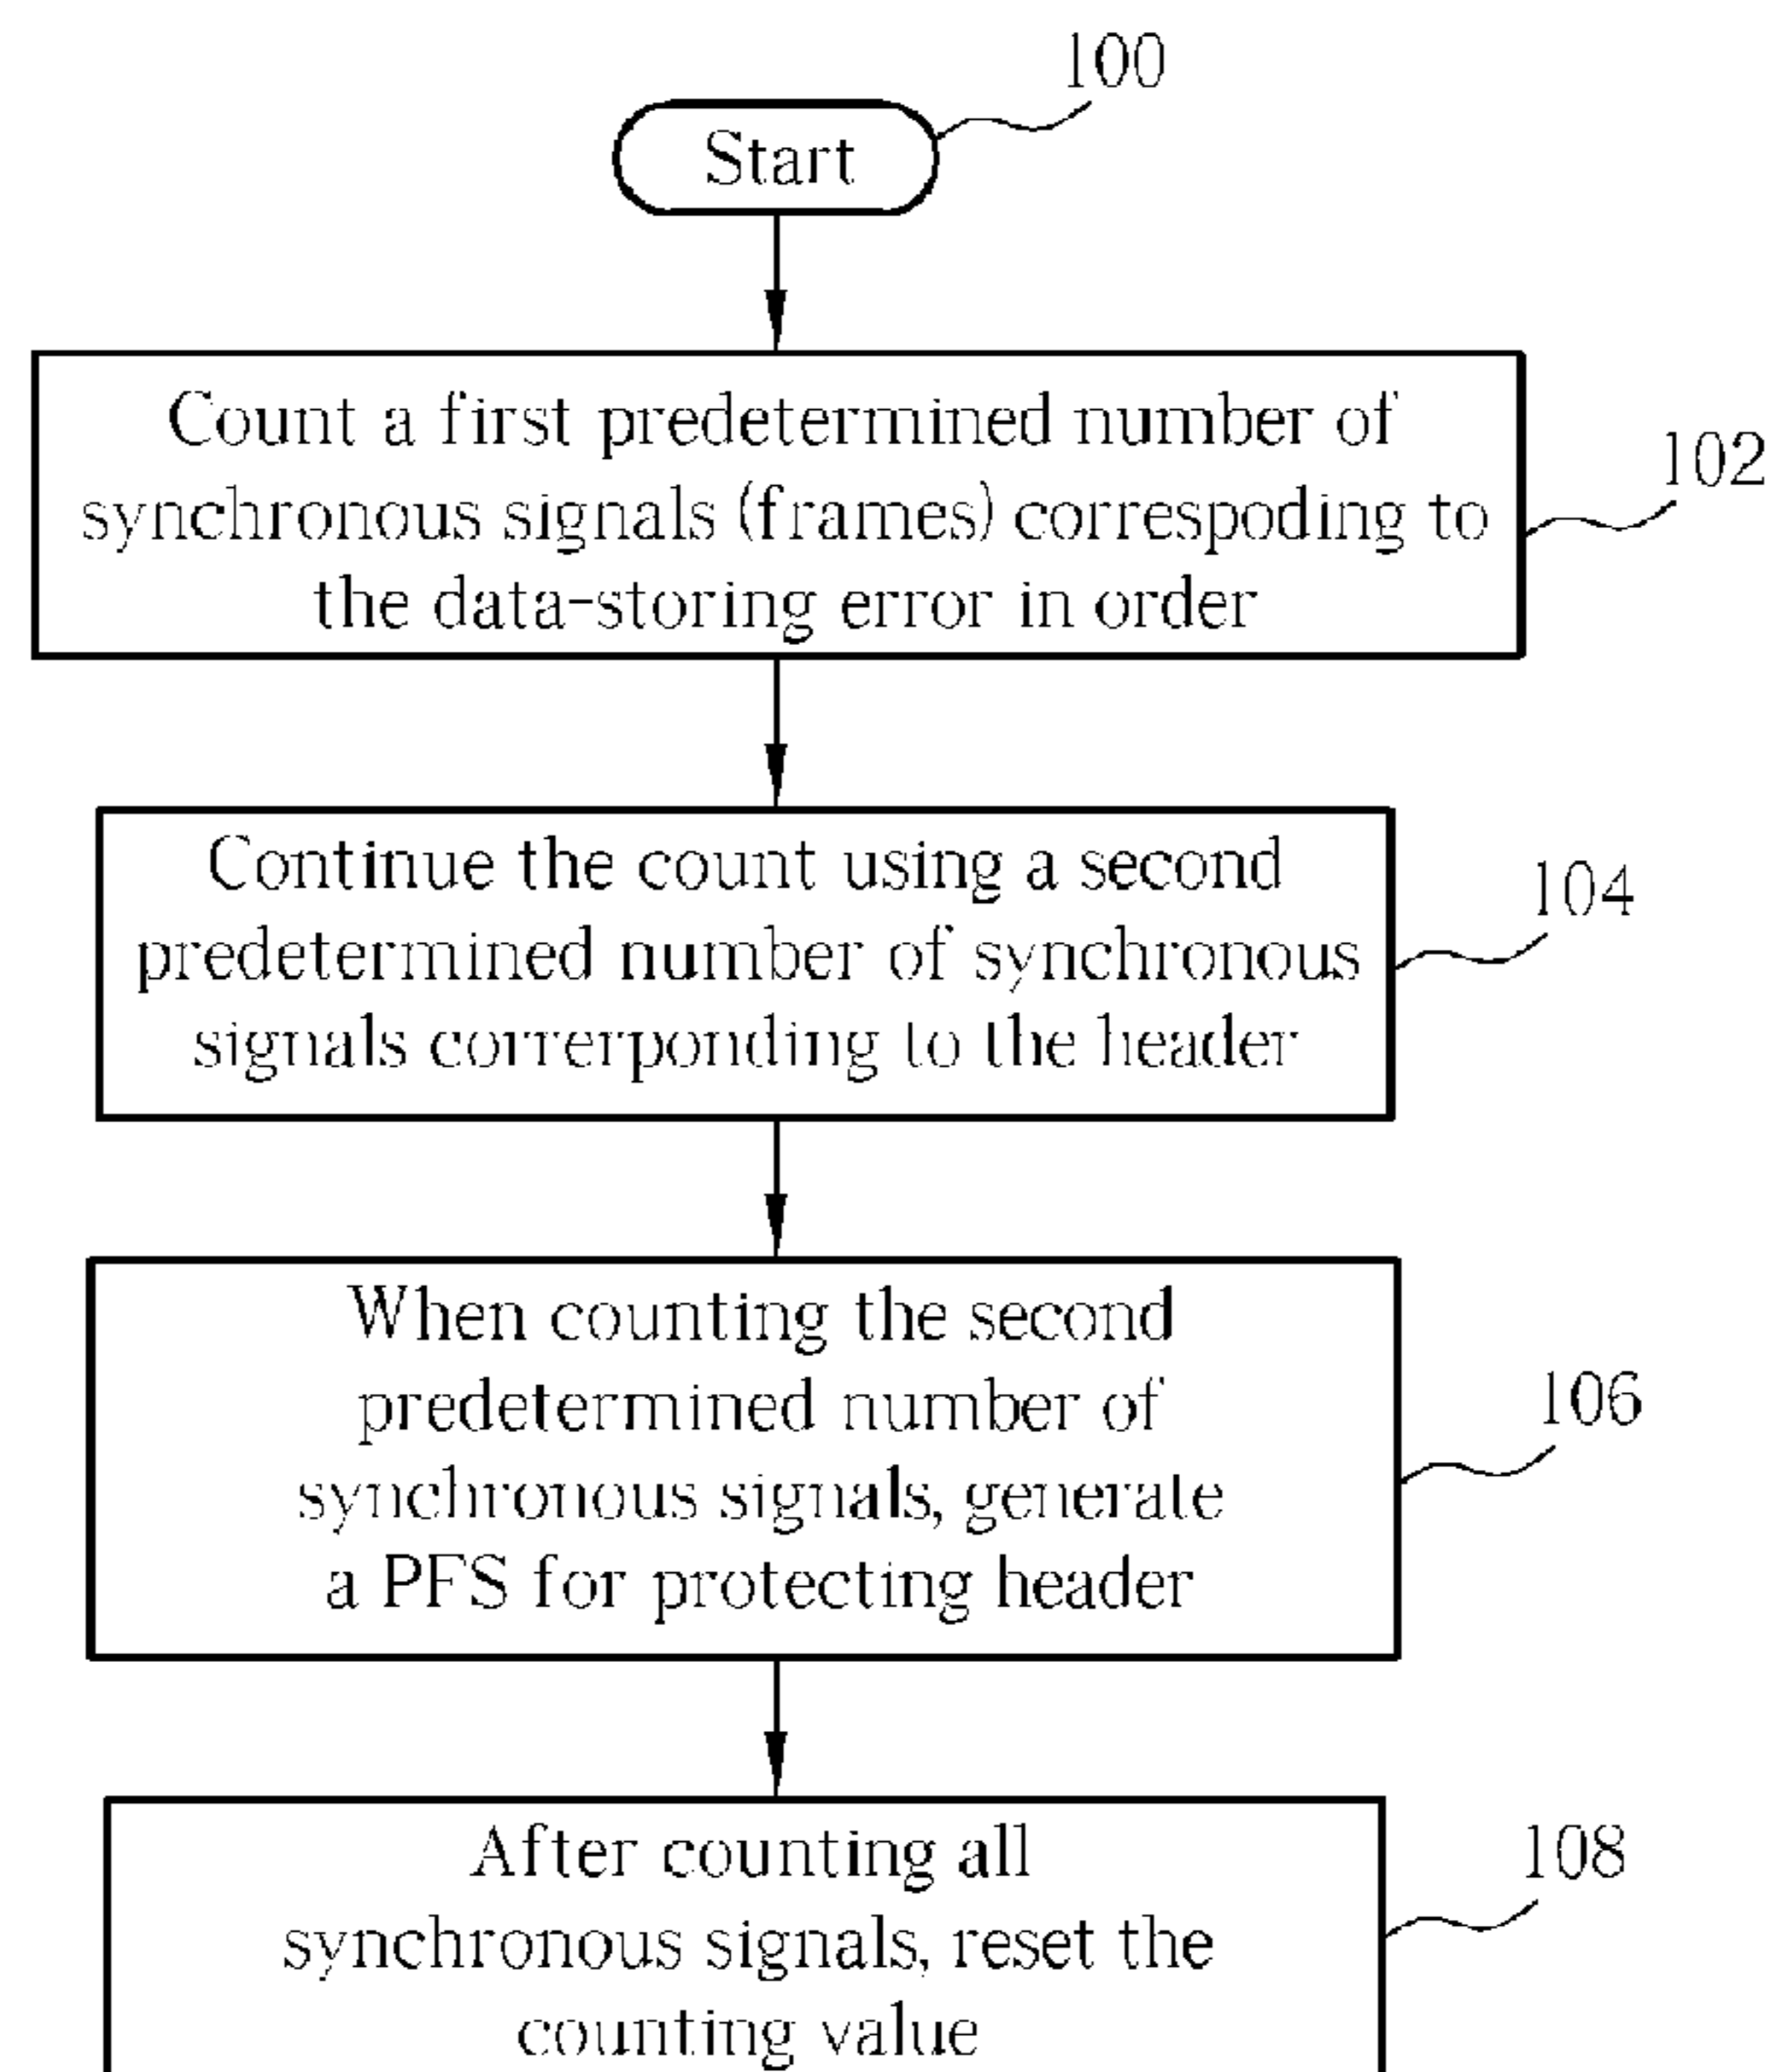 100
Start
Count a first predetermined number of
synchronous signals (frames) correspoding to
the data-storing error in order
102
Continue the count using a second
predetermined number of synchronous
signals correrponding to the header
104
When counting the second
predetermined number of
synchronous signals, generate
a PFS for protecting header
106
After counting all
synchronous signals, reset the
counting value
108